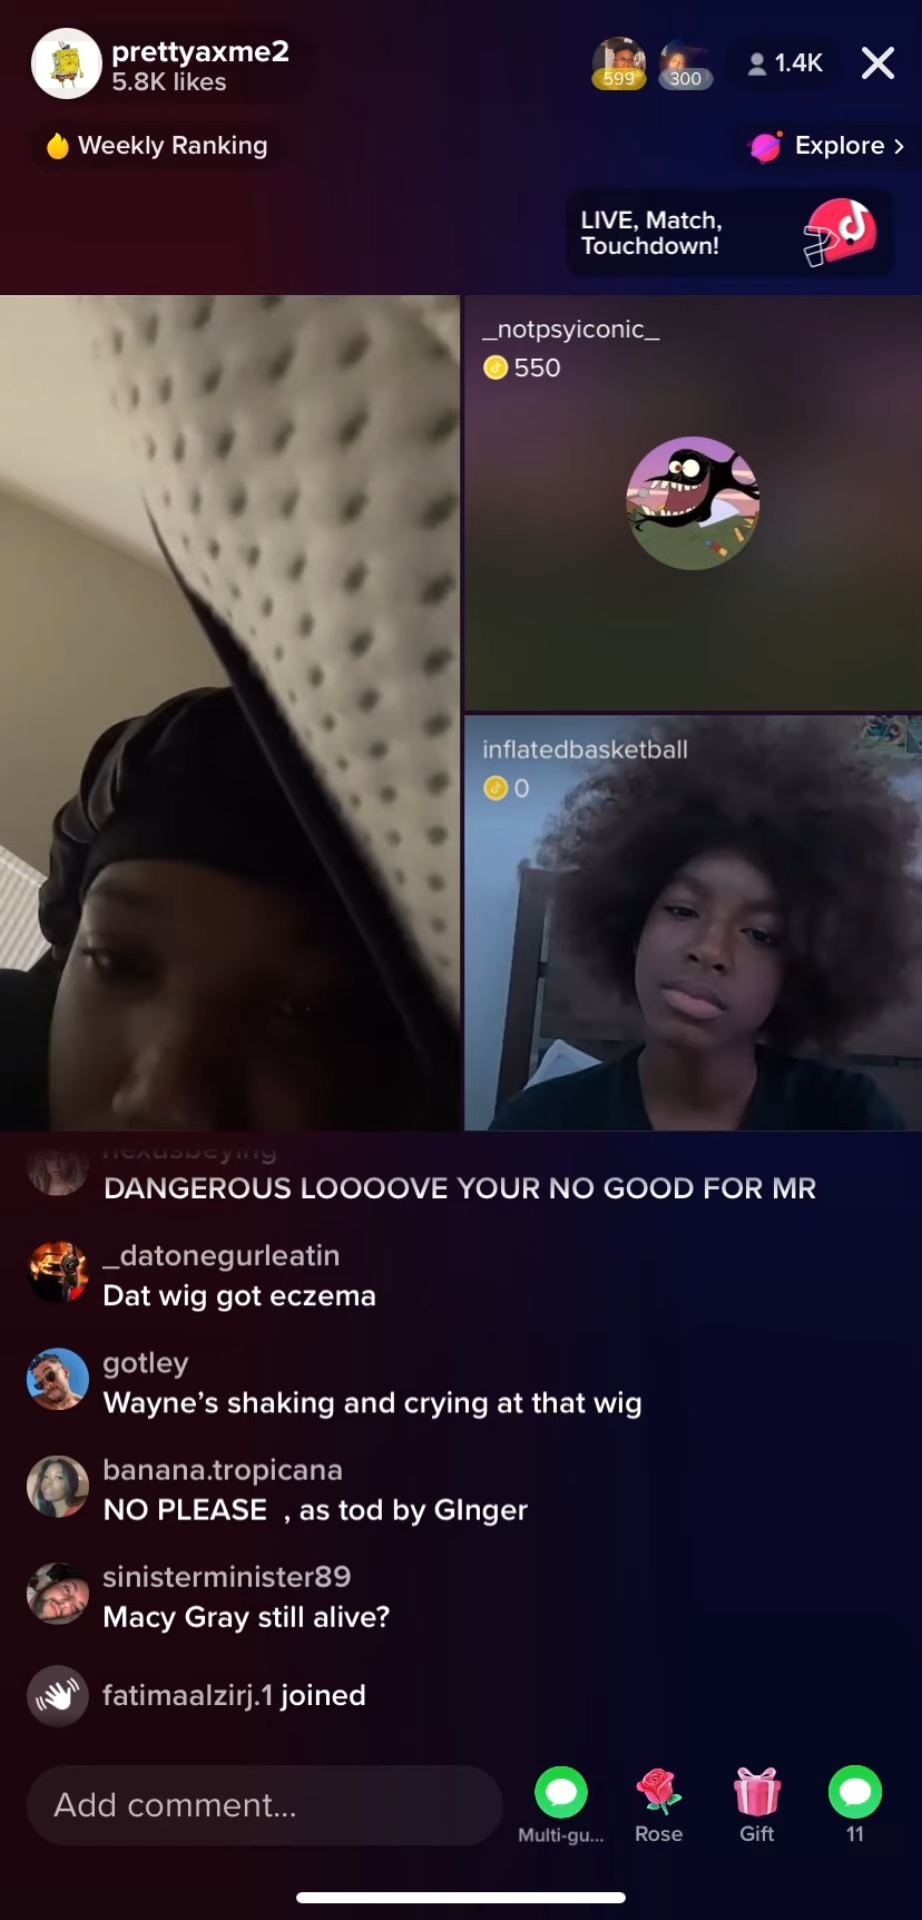 prettyaxme2
5.8K likes
599
300
1.4K
Weekly Ranking
Explore >
LIVE, Match,
Touchdown!
_notpsyiconic_
550
inflatedbasketball
0
nexusbeying
DANGEROUS LOOOOVE YOUR NO GOOD FOR MR
_datonegurleatin
Dat wig got eczema
gotley
Wayne’s shaking and crying at that wig
banana.tropicana
NO PLEASE , as tod by GInger
sinisterminister89
Macy Gray still alive?
fatimaalzirj.1 joined
Add comment...
Multi-gu...
Rose
Gift
11